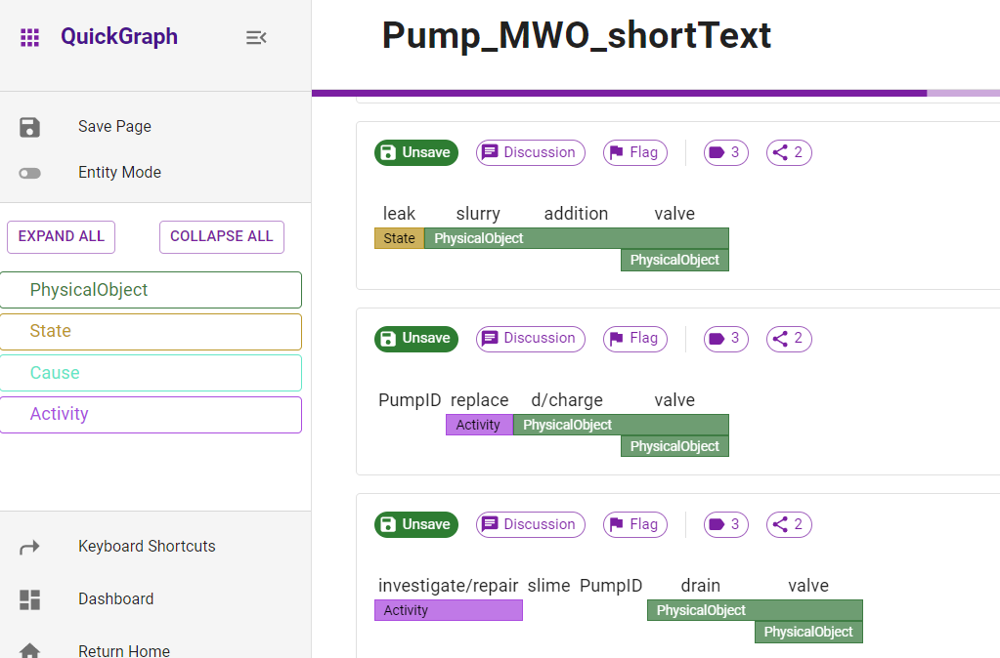 QuickGraph
Pump_MWO_shortText
Save Page
Entity Mode
EXPAND ALL COLLAPSE ALL
PhysicalObject
State
Cause
Activity
Keyboard Shortcuts
Dashboard
Return Home
Unsave Discussion Flag 3 2
leak slurry addition valve
State PhysicalObject
PhysicalObject
Unsave Discussion Flag 3 2
PumpID replace d/charge valve
Activity PhysicalObject
PhysicalObject
Unsave Discussion Flag 3 2
investigate/repair slime PumpID drain valve
Activity PhysicalObject
PhysicalObject